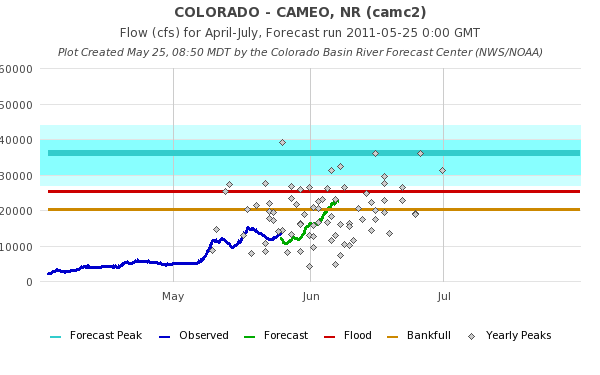 COLORADO - CAMEO, NR (camc2)
Flow (cfs) for April-July, Forecast run 2011-05-25 0:00 GMT
Plot Created May 25, 08:50 MDT by the Colorado Basin River Forecast Center (NWS/NOAA)
60000
50000
40000
30000
20000
10000
0
May Jun Jul
Forecast Peak Observed Forecast Flood Bankfull Yearly Peaks